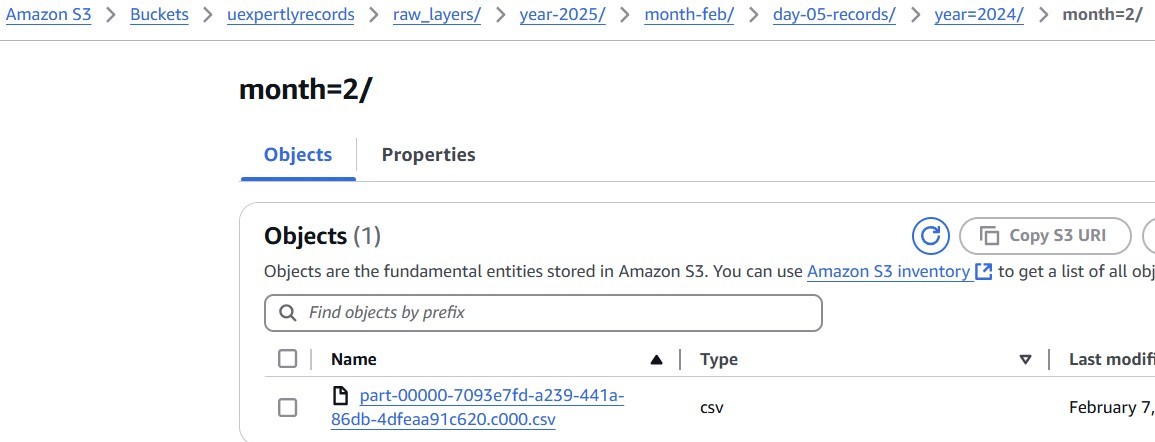 Amazon S3 > Buckets > uexpertlyrecords > raw_layers/ > year-2025/ > month-feb/ > day-05-records/ > year=2024/ > month=2/
month=2/
Objects Properties
Objects (1) Copy S3 URI
Objects are the fundamental entities stored in Amazon S3. You can use Amazon S3 inventory to get a list of all obj
Find objects by prefix
Name Type Last modifi
part-00000-7093e7fd-a239-441a-
86db-4dfeaa91c620.c000.csv csv February 7,